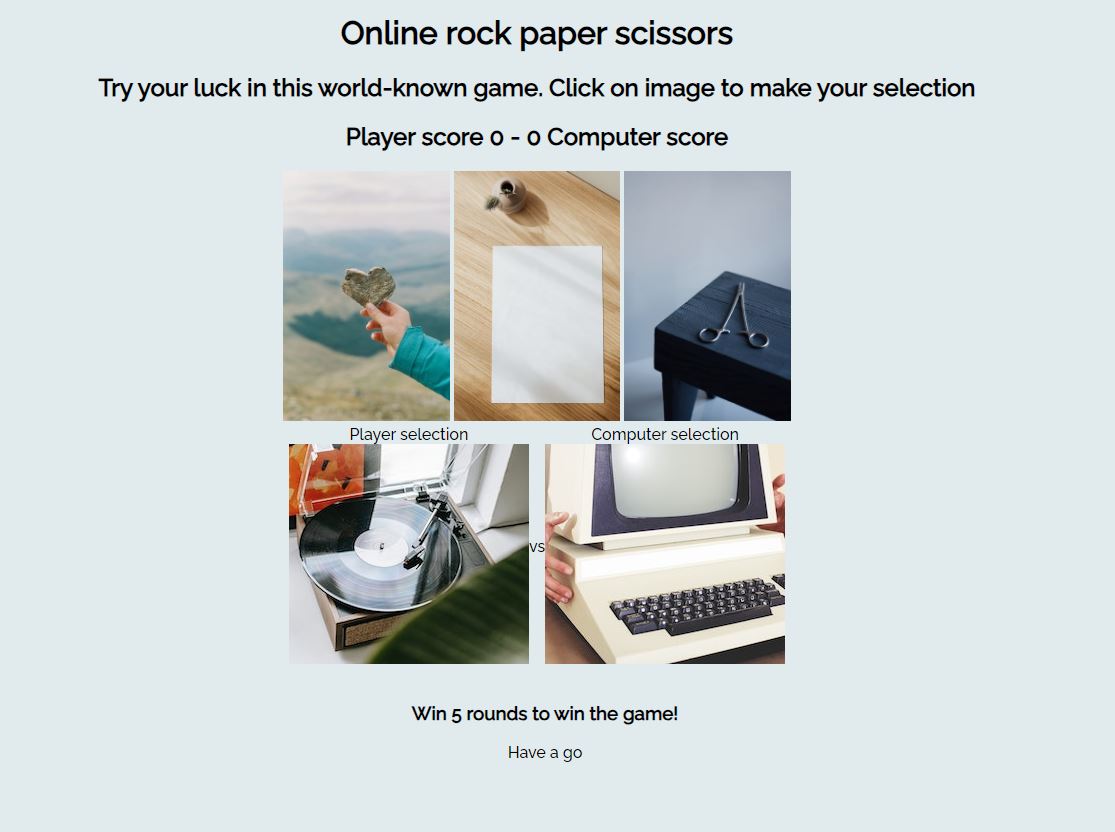 Online rock paper scissors
Try your luck in this world-known game. Click on image to make your selection
Player score 0 - 0 Computer score
Player selection
Computer selection
vs
Win 5 rounds to win the game!
Have a go